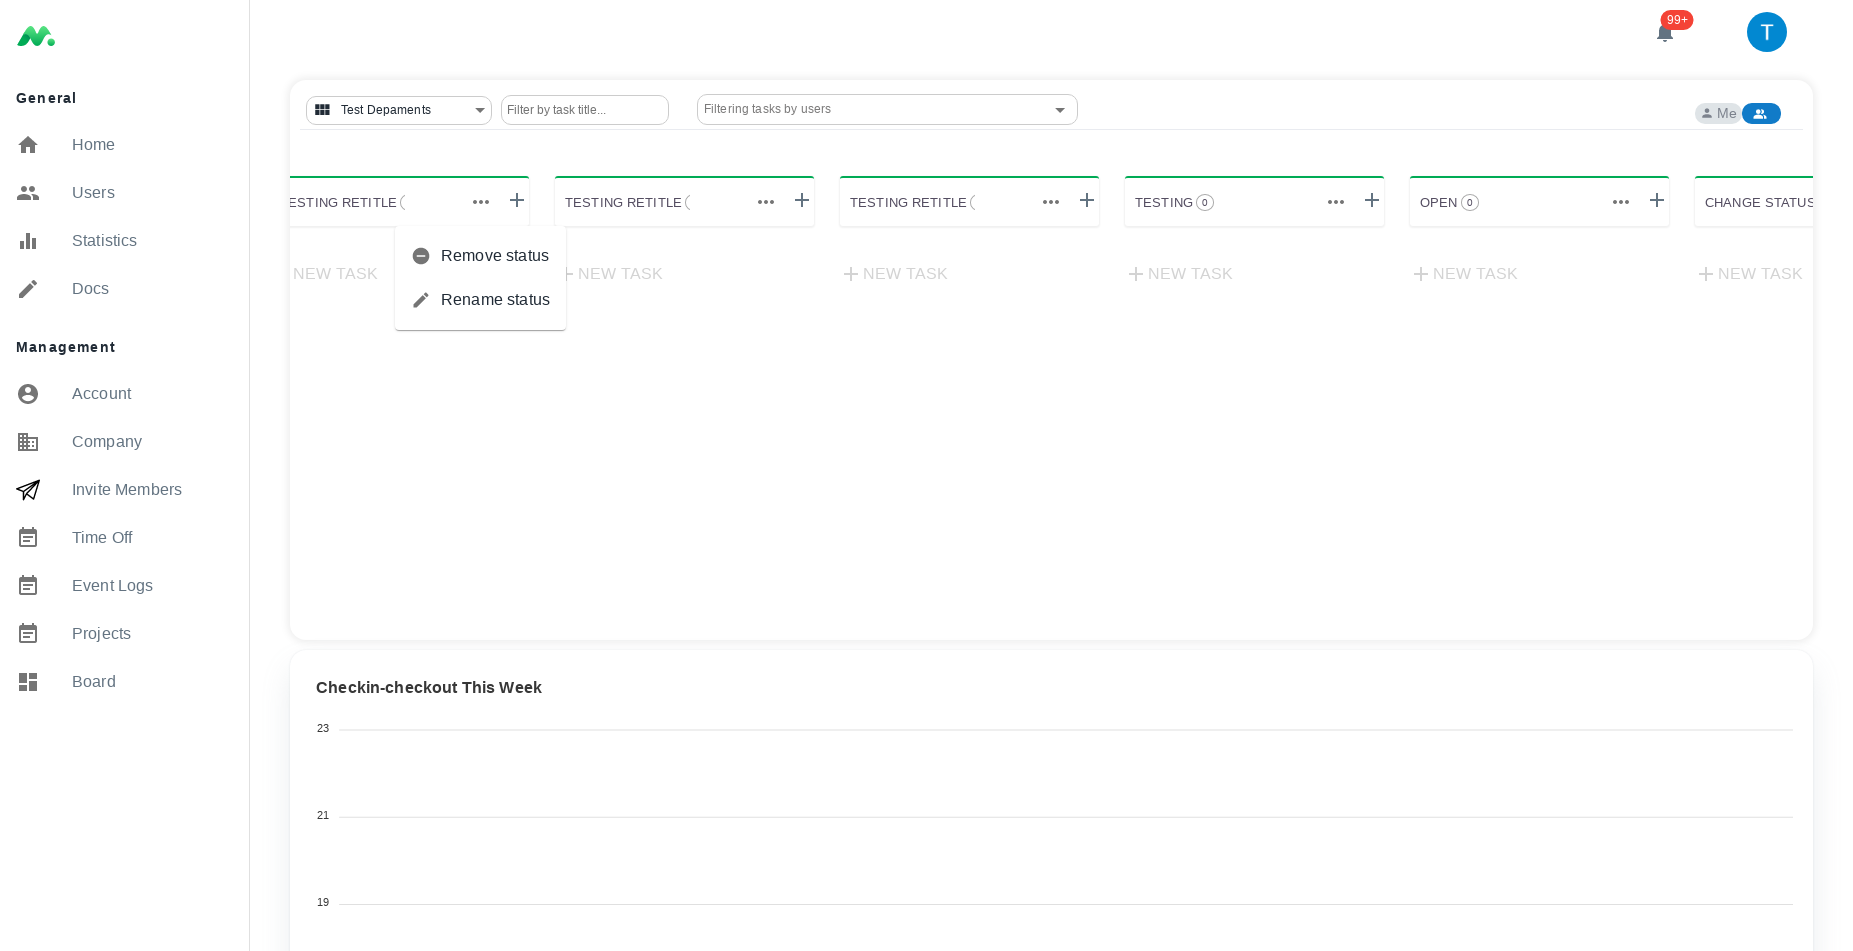 99+
T
General
Home
Users
Statistics
Docs
Management
Account
Company
Invite Members
Time Off
Event Logs
Projects
Board
Test Depaments
Filter by task title...
Filtering tasks by users
Me
ESTING RETITLE (
TESTING RETITLE (
TESTING RETITLE (
TESTING 0
OPEN 0
CHANGE STATUS
NEW TASK
NEW TASK
NEW TASK
NEW TASK
NEW TASK
NEW TASK
Remove status
Rename status
Checkin-checkout This Week
23
21
19